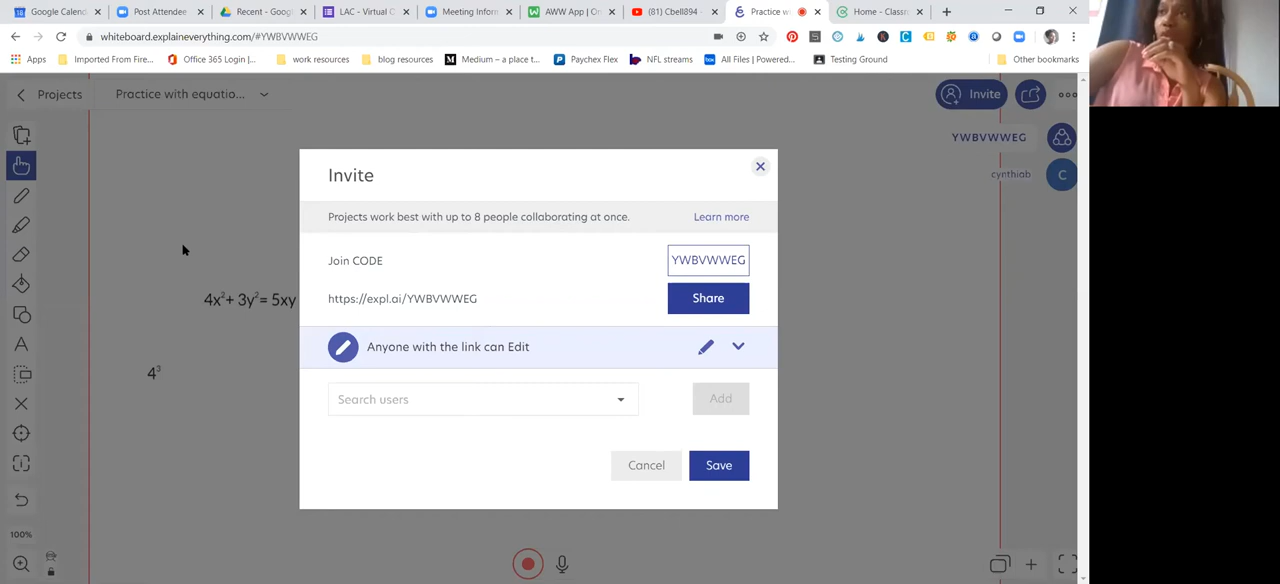 Google Calend
Post Attendee
Recent - Googl
LAC - Virtual O
Meeting Inform
AWW App | On
(81) Cbell894
Practice w
Home - Classr
whiteboard.explaineverything.com/#YWBVWWEG
Apps
Imported From Fire...
Office 365 Login |...
work resources
blog resources
Medium – a place t...
Paychex Flex
NFL streams
All Files | Powered...
Testing Ground
Other bookmarks
Projects
Practice with equatio...
Invite
YWBVWWEG
cynthiab
C
Invite
Projects work best with up to 8 people collaborating at once.
Learn more
Join CODE
YWBVWWEG
https://expl.ai/YWBVWWEG
Share
4x²+ 3y²= 5xy
Anyone with the link can Edit
4³
Search users
Add
Cancel
Save
100%